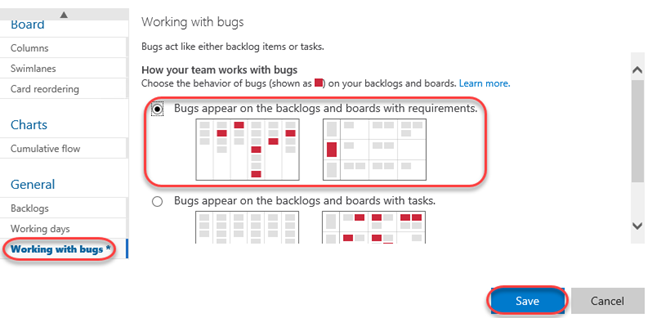 Board
Columns
Swimlanes
Card reordering
Charts
Cumulative flow
General
Backlogs
Working days
Working with bugs *
Working with bugs
Bugs act like either backlog items or tasks.
How your team works with bugs
Choose the behavior of bugs (shown as ) on your backlogs and boards. Learn more.
Bugs appear on the backlogs and boards with requirements.
Bugs appear on the backlogs and boards with tasks.
Save
Cancel